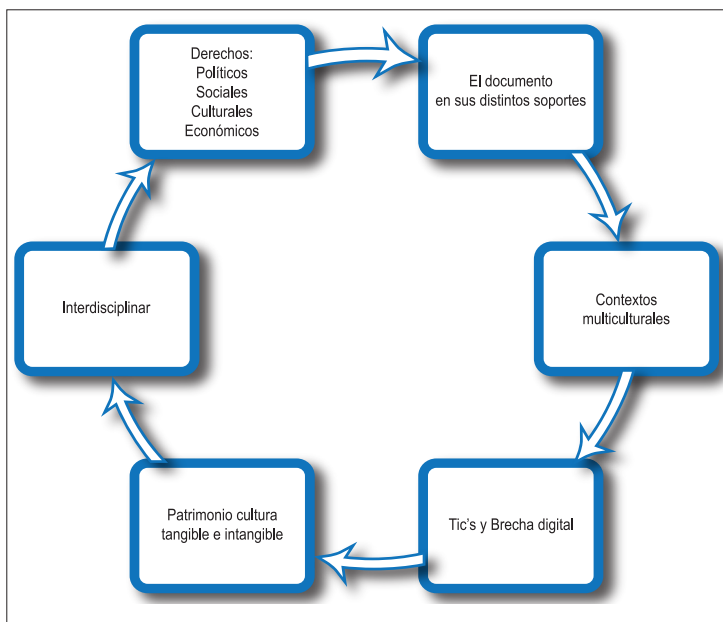 Derechos:
Políticos
Sociales
Culturales
Económicos
El documento
en sus distintos soportes
Contextos
multiculturales
Tic's y Brecha digital
Patrimonio cultura
tangible e intangible
Interdisciplinar